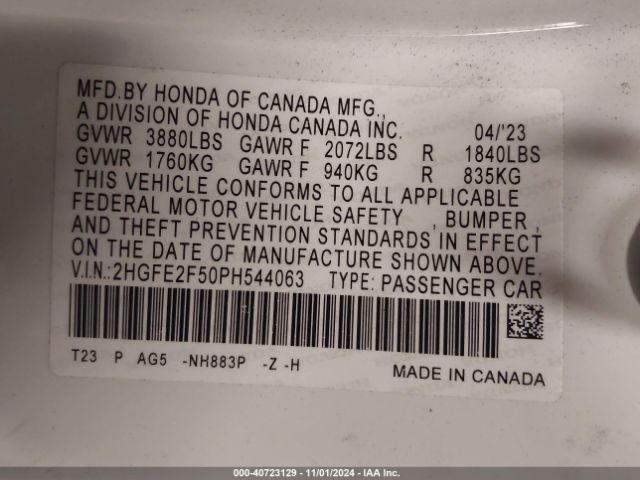 MFD.BY HONDA OF CANADA MFG.,
A DIVISION OF HONDA CANADA INC. 04/'23
GVWR 3880LBS GAWR F 2072LBS R 1840LBS
GVWR 1760KG GAWR F 940KG R 835KG
THIS VEHICLE CONFORMS TO ALL APPLICABLE
FEDERAL MOTOR VEHICLE SAFETY , BUMPER ,
AND THEFT PREVENTION STANDARDS IN EFFECT
ON THE DATE OF MANUFACTURE SHOWN ABOVE.
V.I.N.:2HGFE2F50PH544063 TYPE: PASSENGER CAR
T23 P AG5 -NH883P -Z -H
MADE IN CANADA
000-40723129 - 11/01/2024 - IAA Inc.